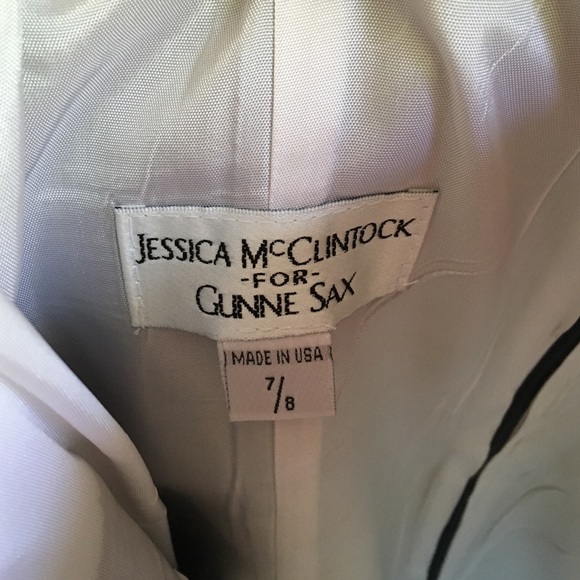 JESSICA McCLINTOCK
-FOR-
GUNNE SAX
MADE IN USA
7/8